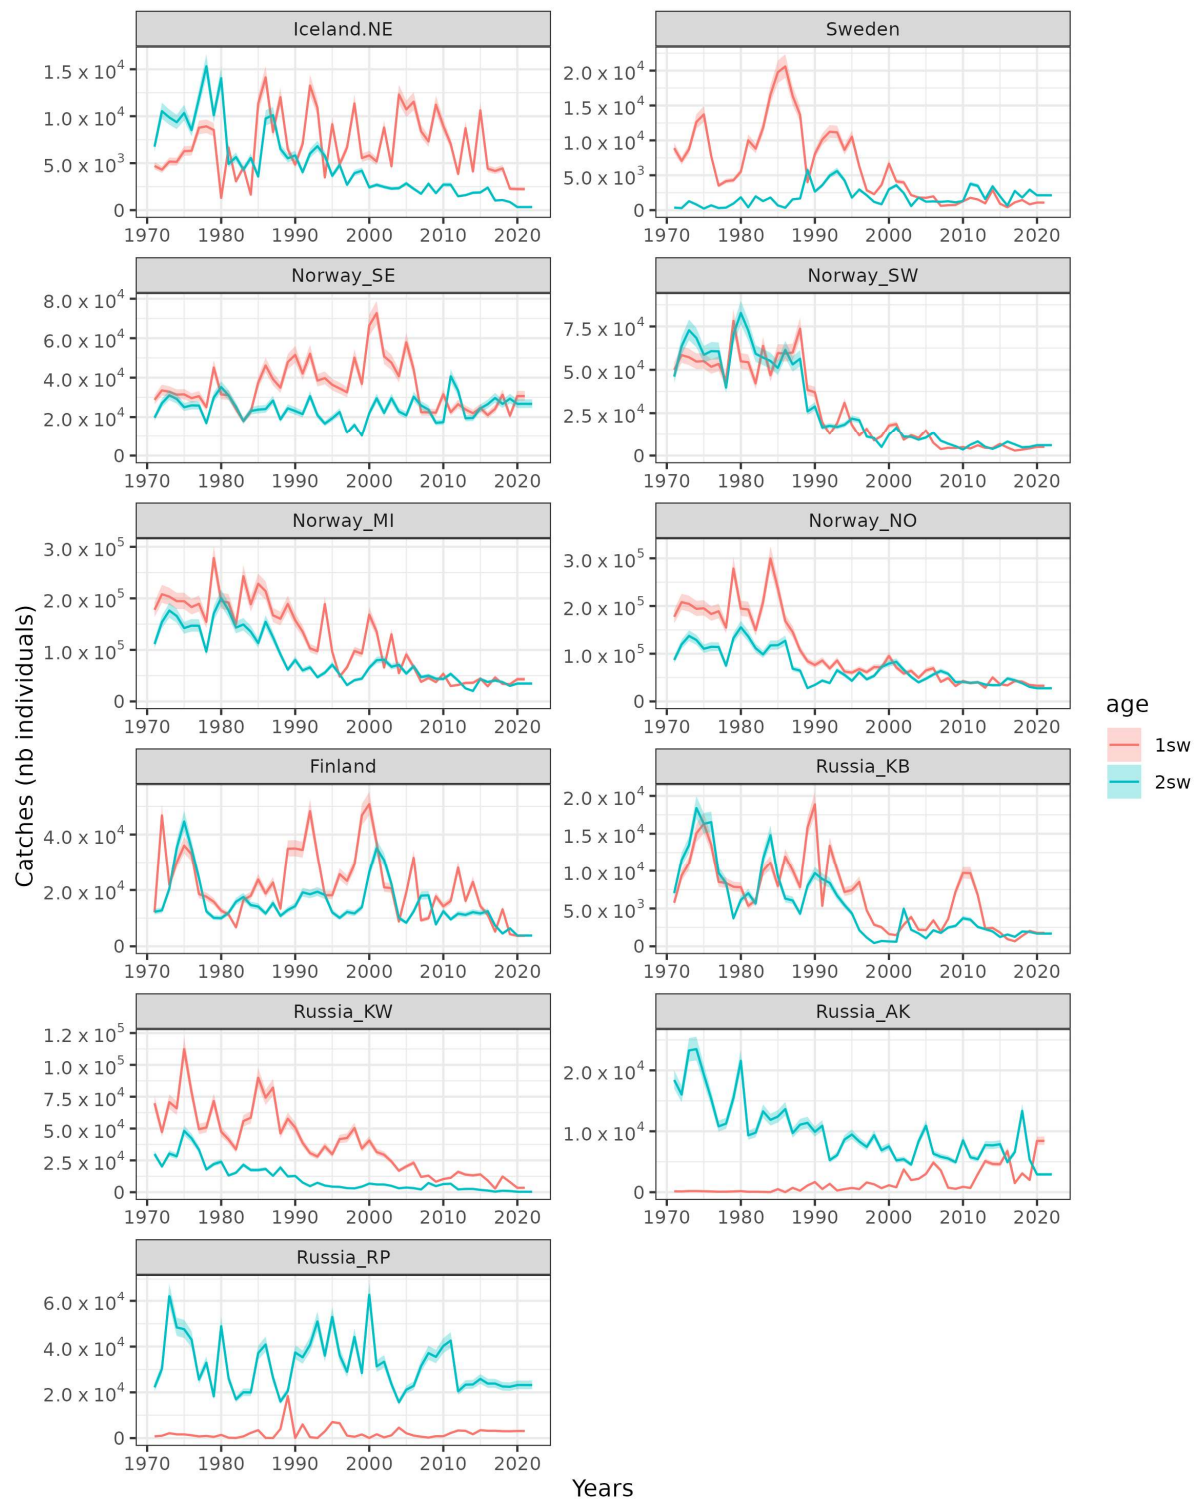 Iceland.NE
1.5 x 10^4
1.0 x 10^4
5.0 x 10^3
0
1970 1980 1990 2000 2010 2020
Sweden
2.0 x 10^4
1.5 x 10^4
1.0 x 10^4
5.0 x 10^3
0
1970 1980 1990 2000 2010 2020
Norway_SE
8.0 x 10^4
6.0 x 10^4
4.0 x 10^4
2.0 x 10^4
0
1970 1980 1990 2000 2010 2020
Norway_SW
7.5 x 10^4
5.0 x 10^4
2.5 x 10^4
0
1970 1980 1990 2000 2010 2020
Norway_MI
3.0 x 10^5
2.0 x 10^5
1.0 x 10^5
0
1970 1980 1990 2000 2010 2020
Norway_NO
3.0 x 10^5
2.0 x 10^5
1.0 x 10^5
0
1970 1980 1990 2000 2010 2020
Finland
4.0 x 10^4
2.0 x 10^4
0
1970 1980 1990 2000 2010 2020
Russia_KB
2.0 x 10^4
1.5 x 10^4
1.0 x 10^4
5.0 x 10^3
0
1970 1980 1990 2000 2010 2020
Russia_KW
1.2 x 10^5
1.0 x 10^5
7.5 x 10^4
5.0 x 10^4
2.5 x 10^4
0
1970 1980 1990 2000 2010 2020
Russia_AK
2.0 x 10^4
1.0 x 10^4
0
1970 1980 1990 2000 2010 2020
Russia_RP
6.0 x 10^4
4.0 x 10^4
2.0 x 10^4
0
1970 1980 1990 2000 2010 2020
Catches (nb individuals)
Years
age
1sw
2sw